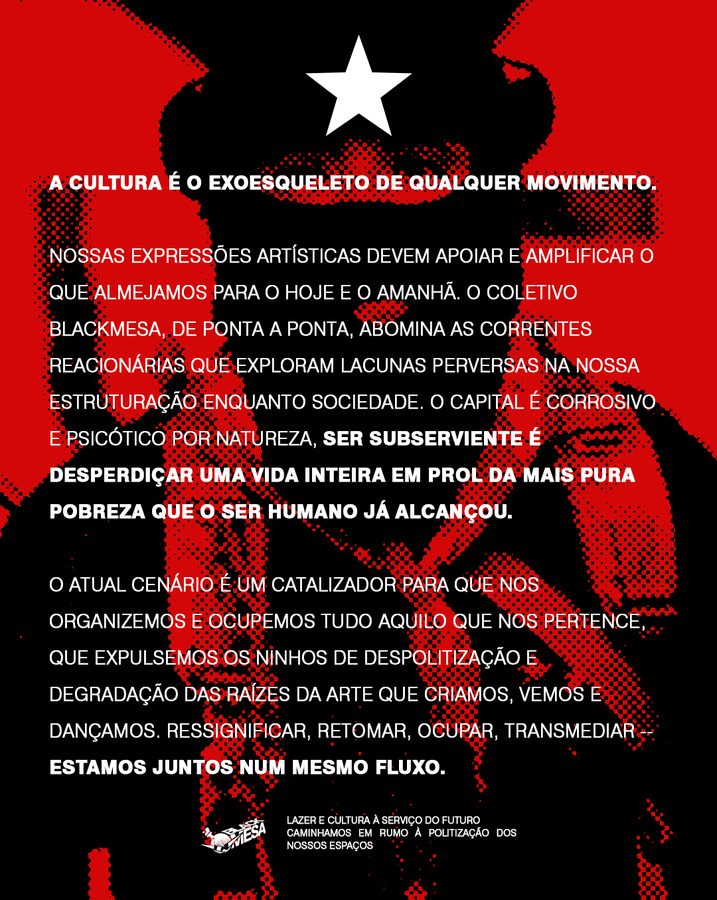 A CULTURA É O EXOESQUELETO DE QUALQUER MOVIMENTO.
NOSSAS EXPRESSÕES ARTÍSTICAS DEVEM APOIAR E AMPLIFICAR O
QUE ALMEJAMOS PARA O HOJE E O AMANHÃ. O COLETIVO
BLACKMESA, DE PONTA A PONTA, ABOMINA AS CORRENTES
REACIONÁRIAS QUE EXPLORAM LACUNAS PERVERSAS NA NOSSA
ESTRUTURAÇÃO ENQUANTO SOCIEDADE. O CAPITAL É CORROSIVO
E PSICÓTICO POR NATUREZA, SER SUBSERVIENTE É
DESPERDIÇAR UMA VIDA INTEIRA EM PROL DA MAIS PURA
POBREZA QUE O SER HUMANO JÁ ALCANÇOU.
O ATUAL CENÁRIO É UM CATALIZADOR PARA QUE NOS
ORGANIZEMOS E OCUPEMOS TUDO AQUILO QUE NOS PERTENCE,
QUE EXPULSEMOS OS NINHOS DE DESPOLITIZAÇÃO E
DEGRADAÇÃO DAS RAÍZES DA ARTE QUE CRIAMOS, VEMOS E
DANÇAMOS. RESSIGNIFICAR, RETOMAR, OCUPAR, TRANSMEDIAR --
ESTAMOS JUNTOS NUM MESMO FLUXO.
MESA
LAZER E CULTURA À SERVIÇO DO FUTURO
CAMINHAMOS EM RUMO À POLITIZAÇÃO DOS
NOSSOS ESPAÇOS